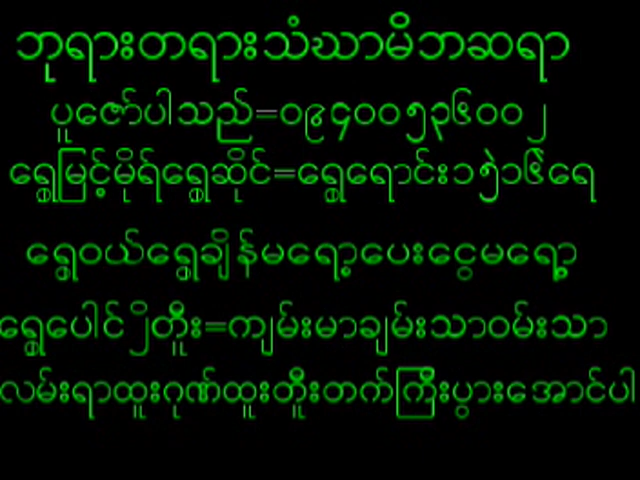 ဘုရားတရားသံဃာမိဘဆရာ
ပူဇော်ပါသည်=၀၉၄၀၀၅၃၆၀၀၂
ရွှေမြင့်မိုရ်ရွှေဆိုင်=ရွှေရောင်း၁၅ဲ၁၆ဲရေ
ရွှေဝယ်ရွှေချိန်မရော့ပေးငွေမရော့
ရွှေပေါင်၂ိတိူး=ကျမ်းမာချမ်းသာဝမ်းသာ
လမ်းရာထူးဂုဏ်ထူးတိူးတက်ကြီးပွားအောင်ပါ